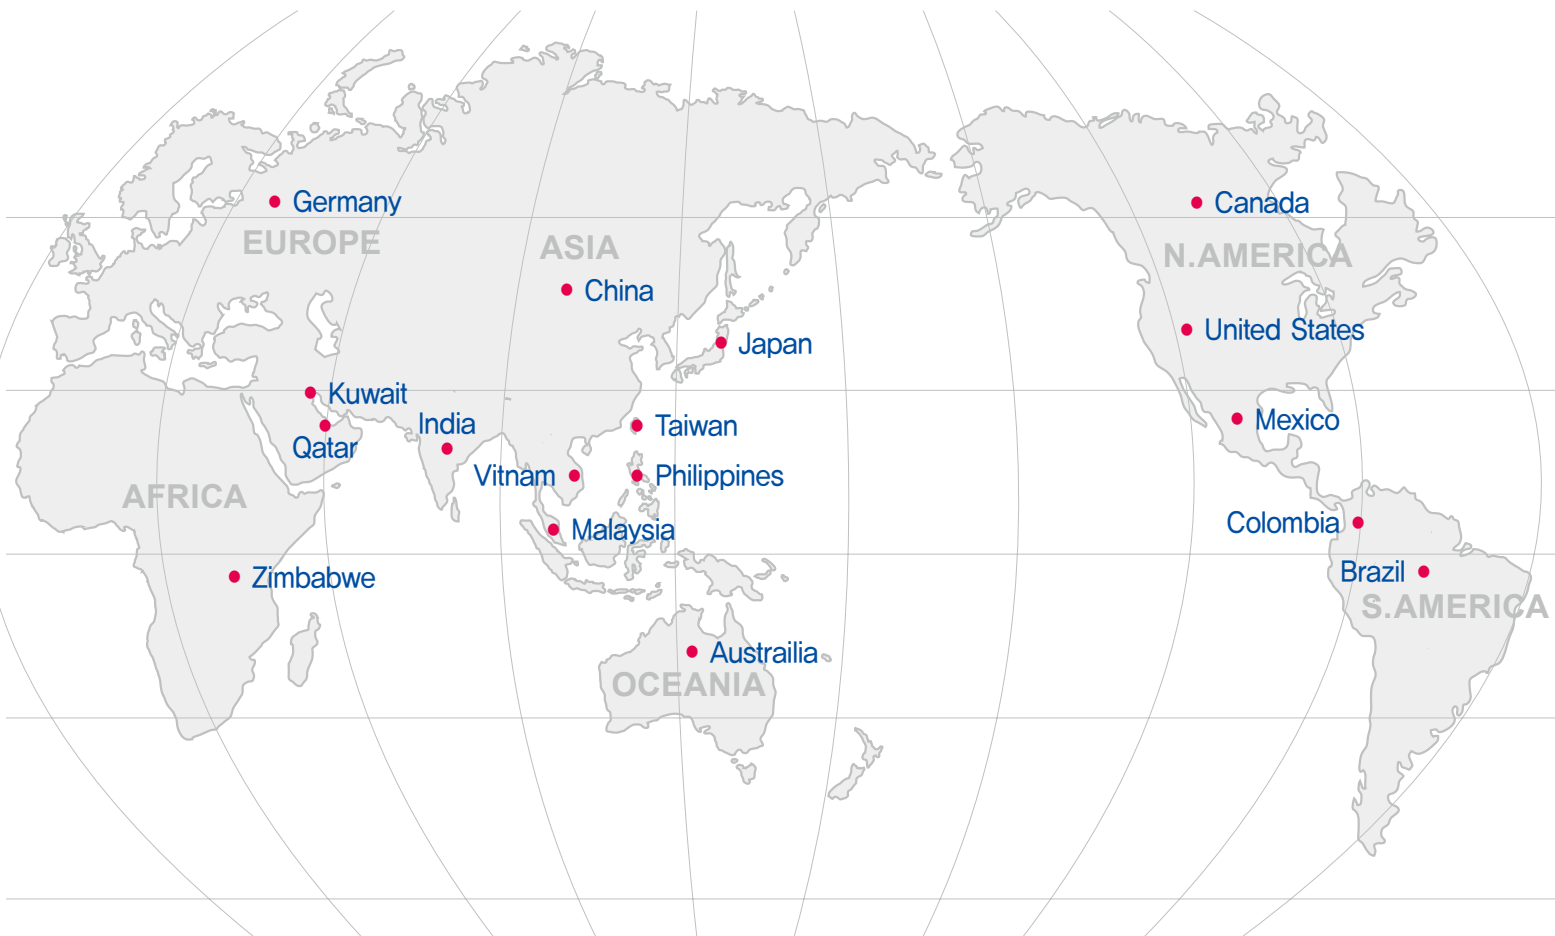 Germany
EUROPE
ASIA
China
Japan
Kuwait
Qatar
India
Taiwan
Vitnam
Philippines
Malaysia
AFRICA
Zimbabwe
Austrailia
OCEANIA
Canada
N.AMERICA
United States
Mexico
Colombia
Brazil
S.AMERICA